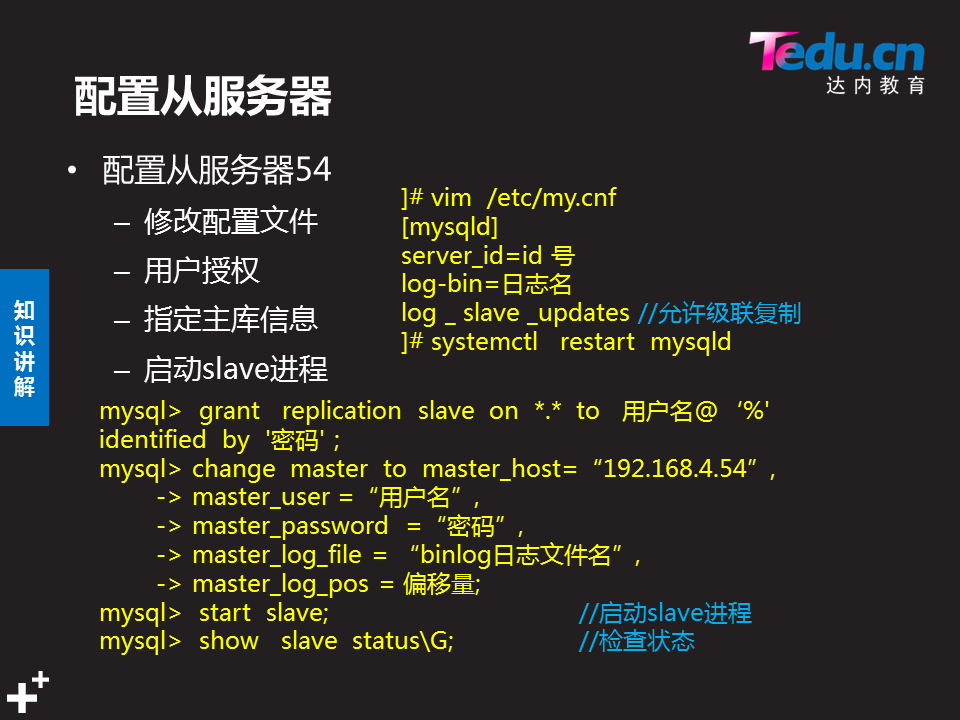 Tedu.cn
达内教育
配置从服务器
• 配置从服务器54
– 修改配置文件
– 用户授权
– 指定主库信息
– 启动slave进程
]# vim /etc/my.cnf
[mysqld]
server_id=id 号
log-bin=日志名
log _ slave _updates //允许级联复制
]# systemctl restart mysqld
知识讲解
mysql> grant replication slave on *.* to 用户名@‘%'
identified by '密码' ;
mysql> change master to master_host=“192.168.4.54”,
-> master_user =“用户名”,
-> master_password =“密码”,
-> master_log_file = “binlog日志文件名”,
-> master_log_pos = 偏移量;
mysql> start slave; //启动slave进程
mysql> show slave status\G; //检查状态